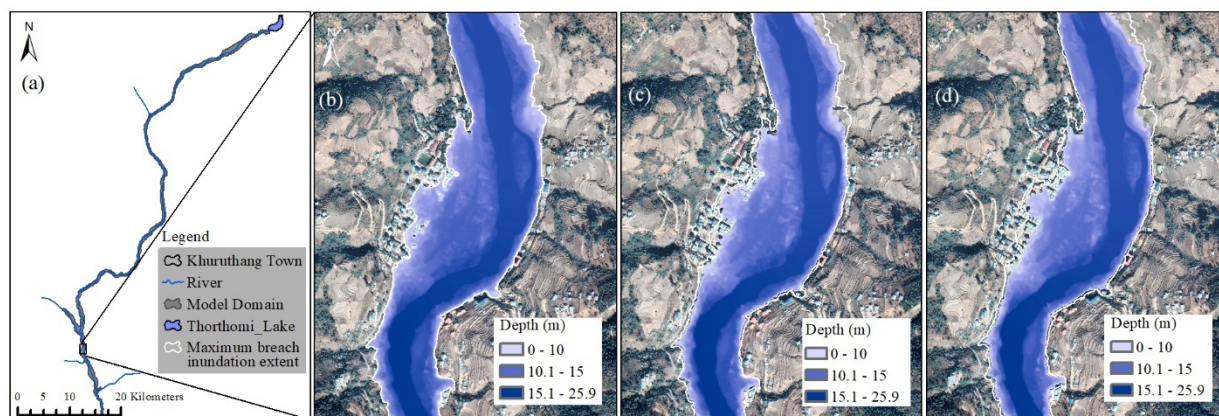 N
(a)
Legend
Khuruthang Town
River
Model Domain
Thorthomi_Lake
Maximum breach
inundation extent
0 5 10 15 20 Kilometers
N
(b)
Depth (m)
0 - 10
10.1 - 15
15.1 - 25.9
(c)
Depth (m)
0 - 10
10.1 - 15
15.1 - 25.9
(d)
Depth (m)
0 - 10
10.1 - 15
15.1 - 25.9